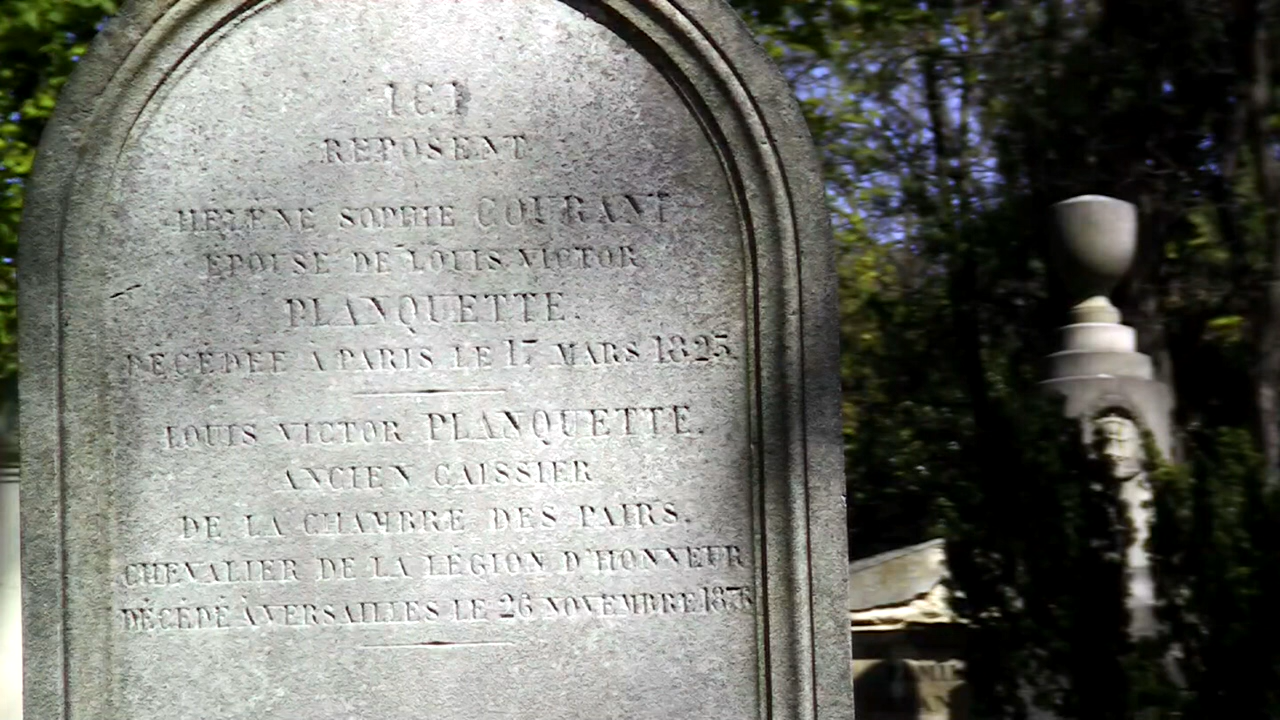 ICI
REPOSENT
HÉLÈNE SOPHIE COURANT
ÉPOUSE DE LOUIS VICTOR
PLANQUETTE.
DÉCÉDÉE À PARIS LE 17 MARS 1825.
LOUIS VICTOR PLANQUETTE.
ANCIEN CAISSIER
DE LA CHAMBRE DES PAIRS.
CHEVALIER DE LA LÉGION D'HONNEUR
DÉCÉDÉ À VERSAILLES LE 26 NOVEMBRE